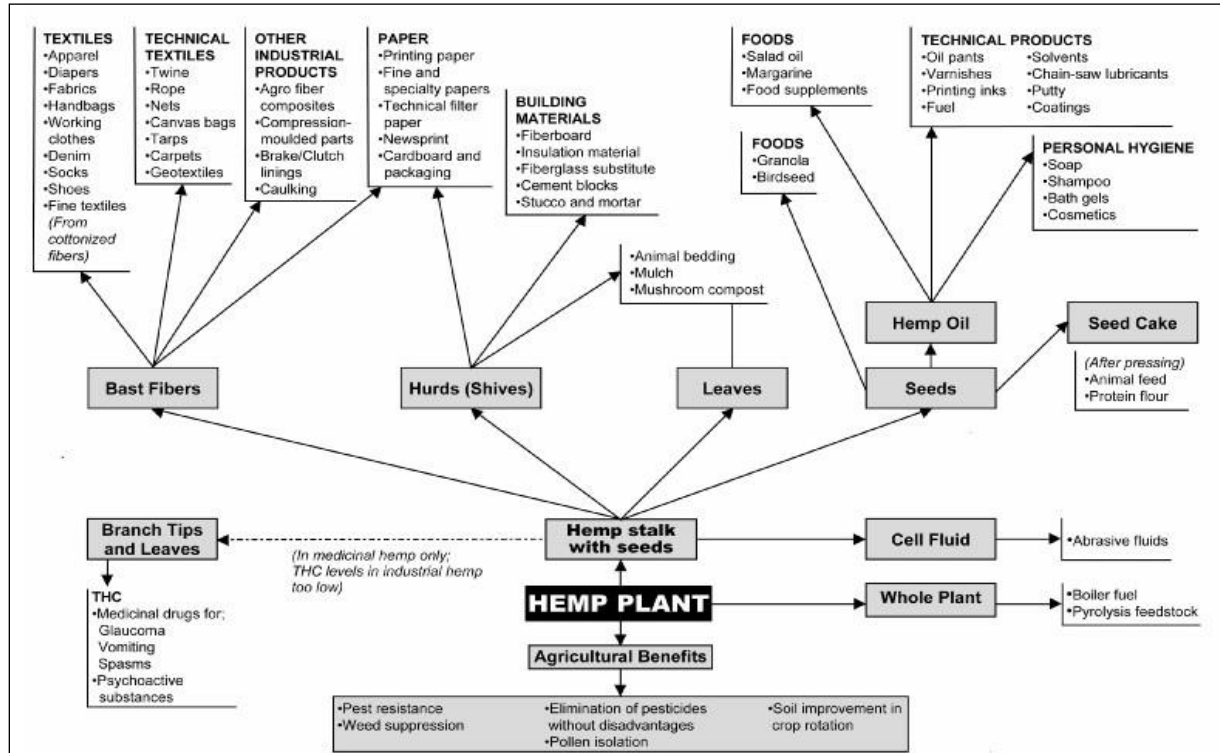 TEXTILES
•Apparel
•Diapers
•Fabrics
•Handbags
•Working
clothes
•Denim
•Socks
•Shoes
•Fine textiles
(From
cottonized
fibers)
TECHNICAL
TEXTILES
•Twine
•Rope
•Nets
•Canvas bags
•Tarps
•Carpets
•Geotextiles
OTHER
INDUSTRIAL
PRODUCTS
•Agro fiber
composites
•Compression-
moulded parts
•Brake/Clutch
linings
•Caulking
PAPER
•Printing paper
•Fine and
specialty papers
•Technical filter
paper
•Newsprint
•Cardboard and
packaging
BUILDING
MATERIALS
•Fiberboard
•Insulation material
•Fiberglass substitute
•Cement blocks
•Stucco and mortar
•Animal bedding
•Mulch
•Mushroom compost
FOODS
•Salad oil
•Margarine
•Food supplements
FOODS
•Granola
•Birdseed
TECHNICAL PRODUCTS
•Oil pants
•Varnishes
•Printing inks
•Fuel
•Solvents
•Chain-saw lubricants
•Putty
•Coatings
PERSONAL HYGIENE
•Soap
•Shampoo
•Bath gels
•Cosmetics
Hemp Oil
Seed Cake
(After pressing)
•Animal feed
•Protein flour
Bast Fibers
Hurds (Shives)
Leaves
Seeds
Branch Tips
and Leaves
(In medicinal hemp only;
THC levels in industrial hemp
too low)
Hemp stalk
with seeds
Cell Fluid
•Abrasive fluids
THC
•Medicinal drugs for;
Glaucoma
Vomiting
Spasms
•Psychoactive
substances
HEMP PLANT
Whole Plant
•Boiler fuel
•Pyrolysis feedstock
Agricultural Benefits
•Pest resistance
•Weed suppression
•Elimination of pesticides
without disadvantages
•Pollen isolation
•Soil improvement in
crop rotation